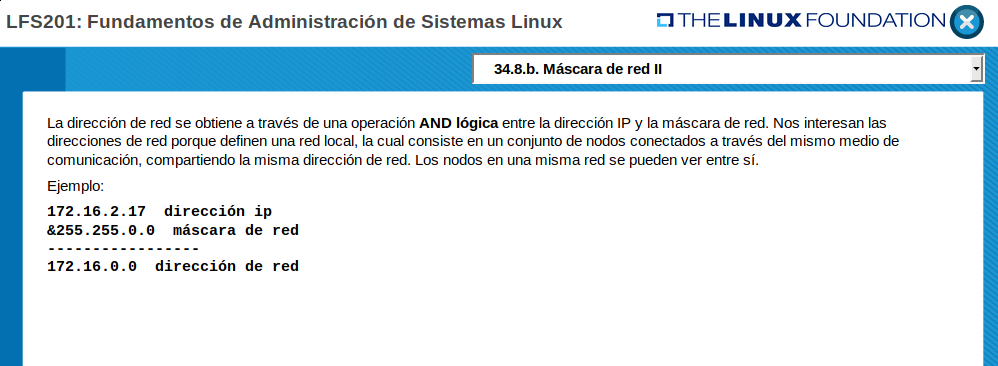 LFS201: Fundamentos de Administración de Sistemas Linux
THE LINUX FOUNDATION
34.8.b. Máscara de red II
La dirección de red se obtiene a través de una operación AND lógica entre la dirección IP y la máscara de red. Nos interesan las
direcciones de red porque definen una red local, la cual consiste en un conjunto de nodos conectados a través del mismo medio de
comunicación, compartiendo la misma dirección de red. Los nodos en una misma red se pueden ver entre sí.
Ejemplo:
172.16.2.17  dirección ip
&255.255.0.0  máscara de red
-----------------
172.16.0.0  dirección de red